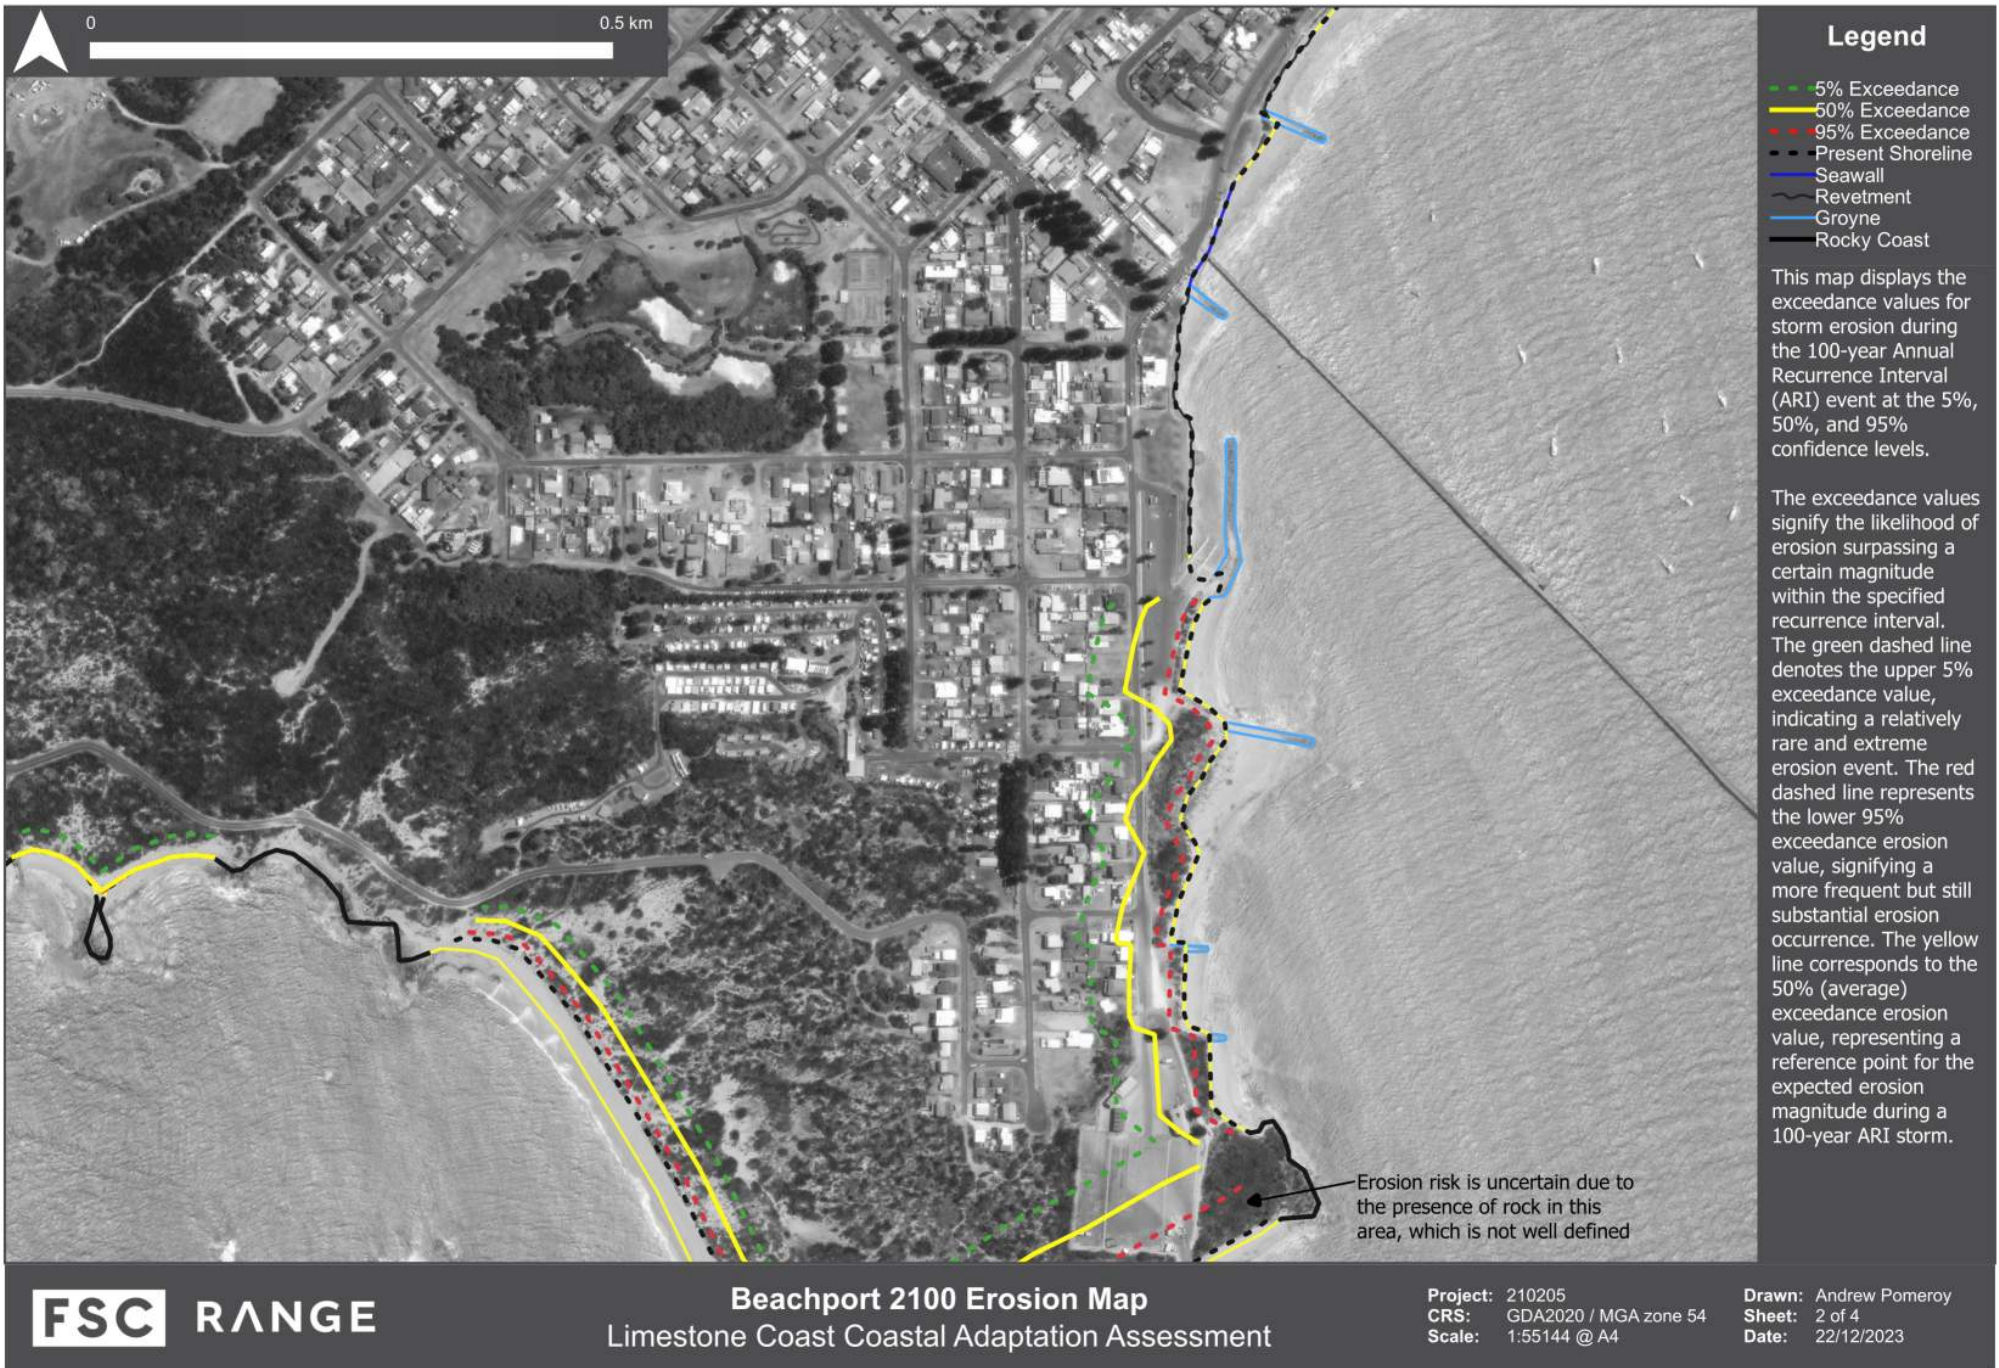 0 0.5 km
Legend
5% Exceedance
50% Exceedance
95% Exceedance
Present Shoreline
Seawall
Revetment
Groyne
Rocky Coast
This map displays the
exceedance values for
storm erosion during
the 100-year Annual
Recurrence Interval
(ARI) event at the 5%,
50%, and 95%
confidence levels.
The exceedance values
signify the likelihood of
erosion surpassing a
certain magnitude
within the specified
recurrence interval.
The green dashed line
denotes the upper 5%
exceedance value,
indicating a relatively
rare and extreme
erosion event. The red
dashed line represents
the lower 95%
exceedance erosion
value, signifying a
more frequent but still
substantial erosion
occurrence. The yellow
line corresponds to the
50% (average)
exceedance erosion
value, representing a
reference point for the
expected erosion
magnitude during a
100-year ARI storm.
Erosion risk is uncertain due to
the presence of rock in this
area, which is not well defined
FSC RANGE
Beachport 2100 Erosion Map
Limestone Coast Coastal Adaptation Assessment
Project: 210205
CRS: GDA2020 / MGA zone 54
Scale: 1:55144 @ A4
Drawn: Andrew Pomeroy
Sheet: 2 of 4
Date: 22/12/2023